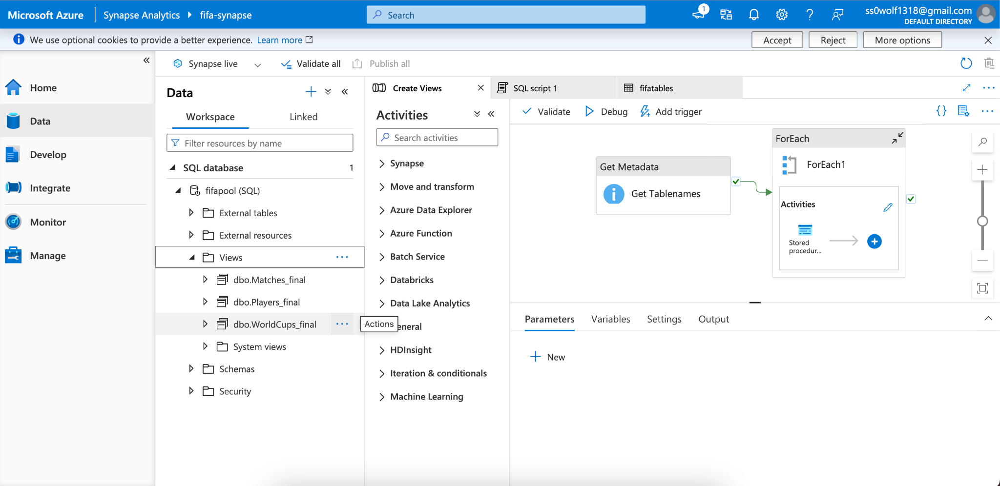 Microsoft Azure Synapse Analytics fifa-synapse Search 1 ss0wolf1318@gmail.com
DEFAULT DIRECTORY
We use optional cookies to provide a better experience. Learn more Accept Reject More options
Synapse live Validate all Publish all
Home
Data
Develop
Integrate
Monitor
Manage
Data
Workspace Linked
Filter resources by name
SQL database 1
fifapool (SQL)
External tables
External resources
Views
dbo.Matches_final
dbo.Players_final
dbo.WorldCups_final
System views
Schemas
Security
Actions
Create Views SQL script 1 fifatables
Activities
Search activities
Synapse
Move and transform
Azure Data Explorer
Azure Function
Batch Service
Databricks
Data Lake Analytics
eneral
HDInsight
Iteration & conditionals
Machine Learning
Validate Debug Add trigger
Get Metadata
Get Tablenames
ForEach
ForEach1
Activities
Stored
procedur...
Parameters Variables Settings Output
New